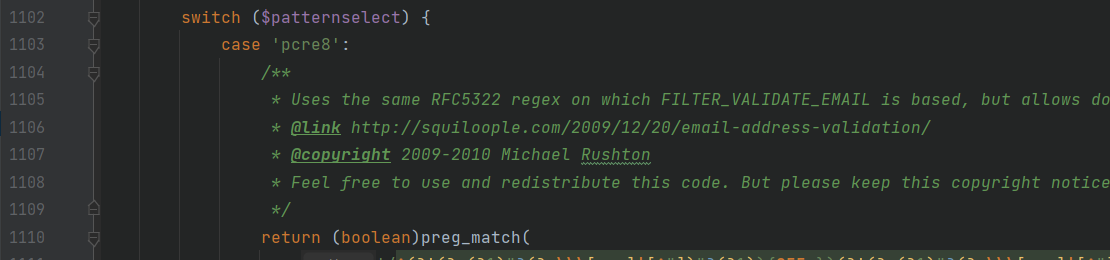 1102 switch ($patternselect) {
1103 case 'pcre8':
1104 /**
1105 * Uses the same RFC5322 regex on which FILTER_VALIDATE_EMAIL is based, but allows do
1106 * @link http://squiloople.com/2009/12/20/email-address-validation/
1107 * @copyright 2009-2010 Michael Rushton
1108 * Feel free to use and redistribute this code. But please keep this copyright notice
1109 */
1110 return (boolean)preg_match(